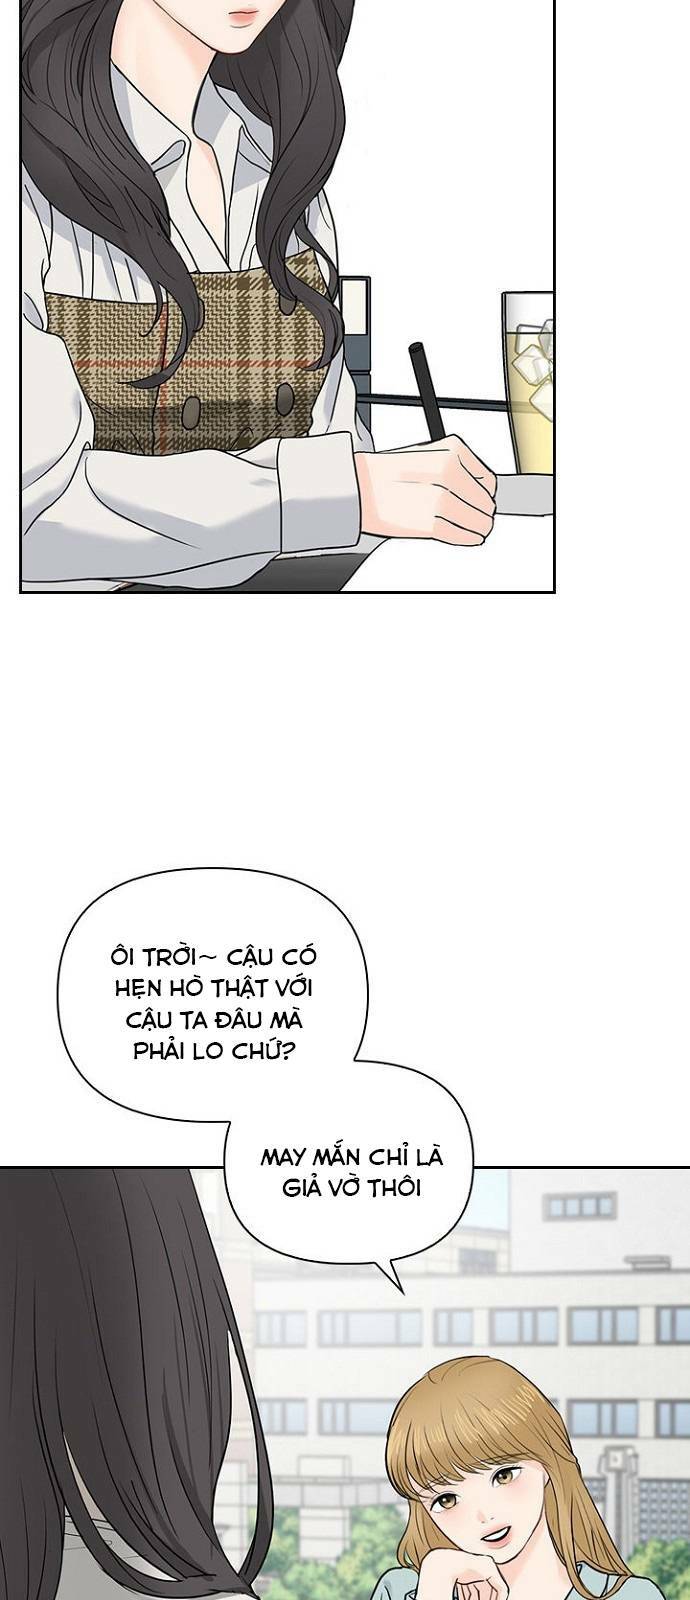 ÔI TRỜI~ CẬU CÓ
HẸN HÒ THẬT VỚI
CẬU TA ĐÂU MÀ
PHẢI LO CHỨ?
MAY MẮN CHỈ LÀ
GIẢ VỜ THÔI